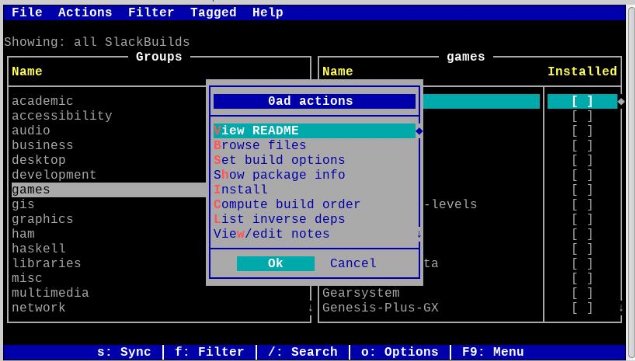 File Actions Filter Tagged Help
Showing: all SlackBuilds
Groups
Name
academic
accessibility
audio
business
desktop
development
games
gis
graphics
ham
haskell
libraries
misc
multimedia
network
games
Name Installed
[ ]
[ ]
[ ]
[ ]
[ ]
[ ]
[ ]
-levels [ ]
[ ]
[ ]
[ ]
ta [ ]
[ ]
Gearsystem [ ]
Genesis-Plus-GX [ ]
0ad actions
View README
Browse files
Set build options
Show package info
Install
Compute build order
List inverse deps
View/edit notes
Ok Cancel
s: Sync | f: Filter | /: Search | o: Options | F9: Menu